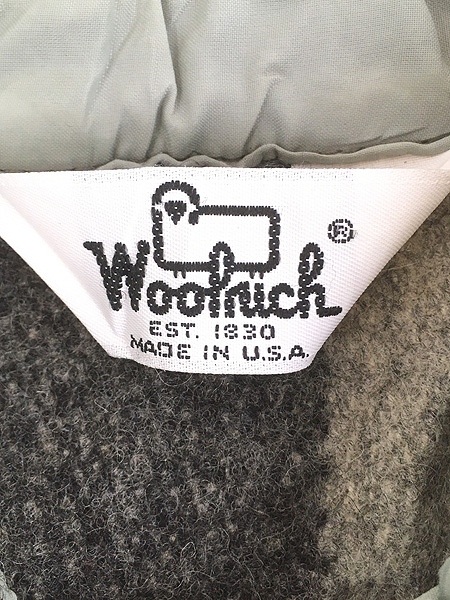 ®
Woolrich
EST. 1830
MADE IN U.S.A.